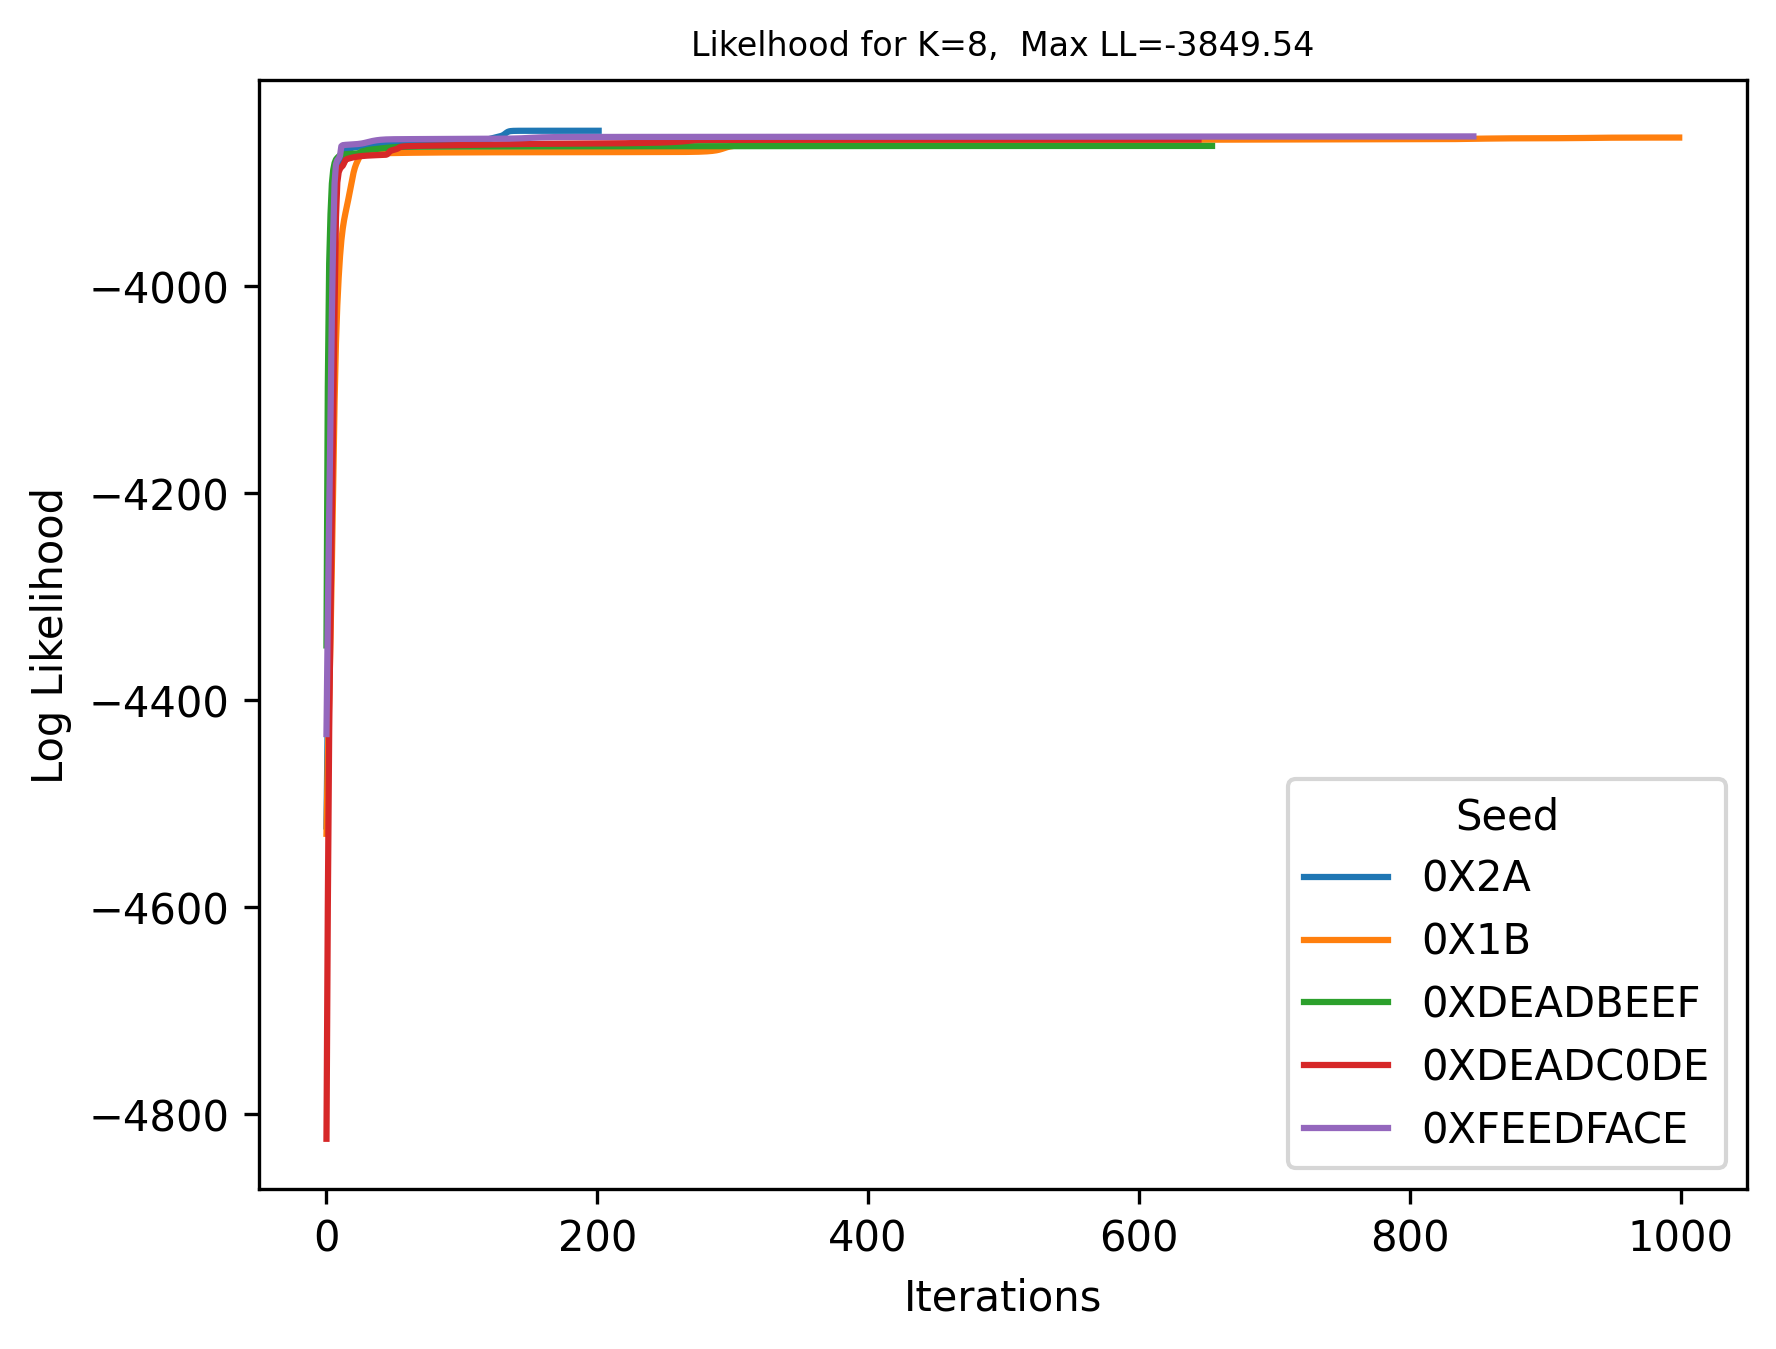 Likelhood for K=8,  Max LL=-3849.54
Log Likelihood
−4000
−4200
−4400
−4600
−4800
0
200
400
600
800
1000
Iterations
Seed
0X2A
0X1B
0XDEADBEEF
0XDEADC0DE
0XFEEDFACE